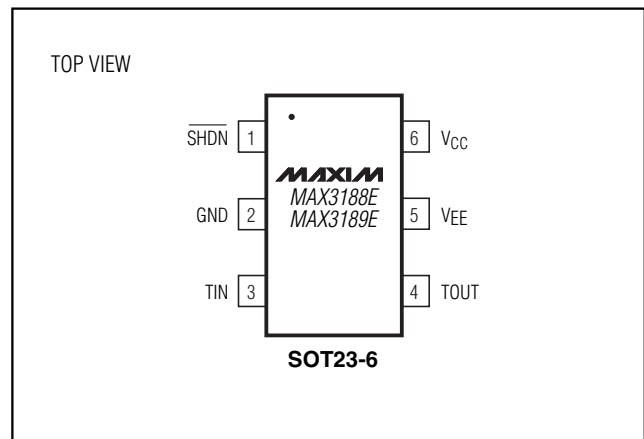 TOP VIEW
SHDN 1
6 VCC
MAXIM
MAX3188E
MAX3189E
GND 2
5 VEE
TIN 3
4 TOUT
SOT23-6